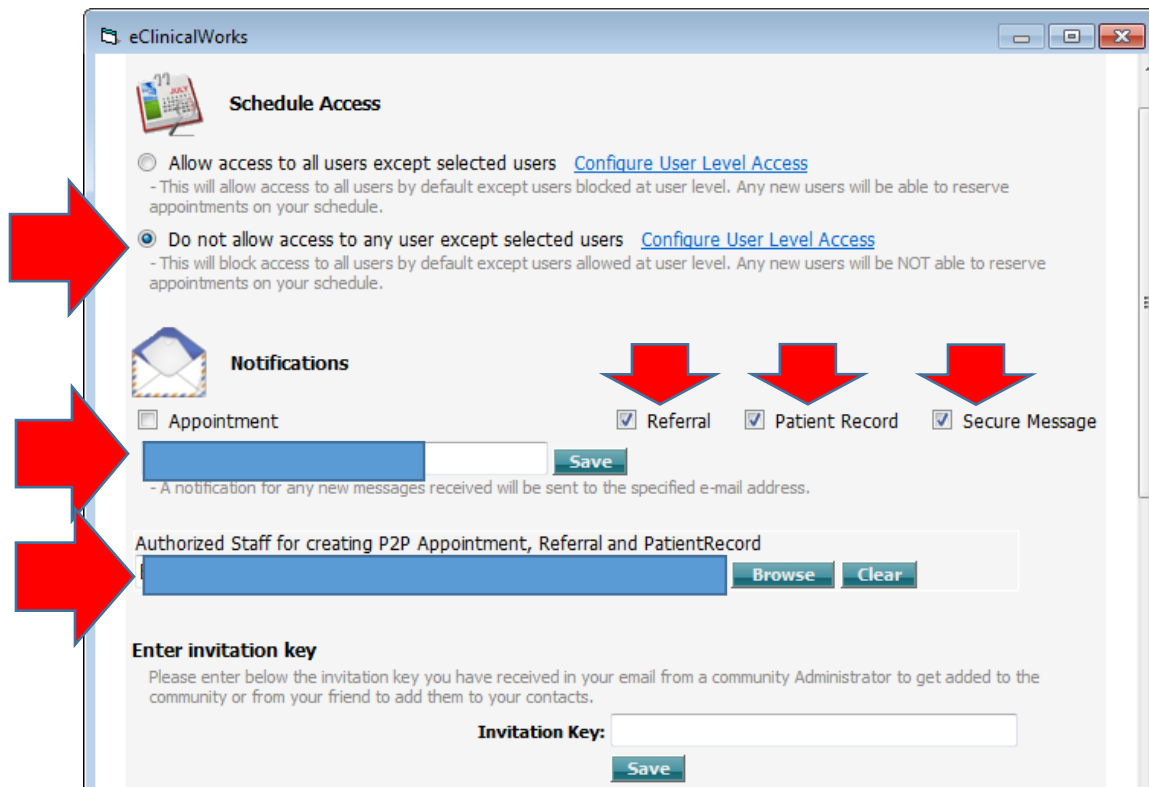 eClinicalWorks
JULY
Schedule Access
Allow access to all users except selected users Configure User Level Access
- This will allow access to all users by default except users blocked at user level. Any new users will be able to reserve
appointments on your schedule.
Do not allow access to any user except selected users Configure User Level Access
- This will block access to all users by default except users allowed at user level. Any new users will be NOT able to reserve
appointments on your schedule.
Notifications
Appointment Referral Patient Record Secure Message
Save
- A notification for any new messages received will be sent to the specified e-mail address.
Authorized Staff for creating P2P Appointment, Referral and PatientRecord
Browse Clear
Enter invitation key
Please enter below the invitation key you have received in your email from a community Administrator to get added to the
community or from your friend to add them to your contacts.
Invitation Key:
Save